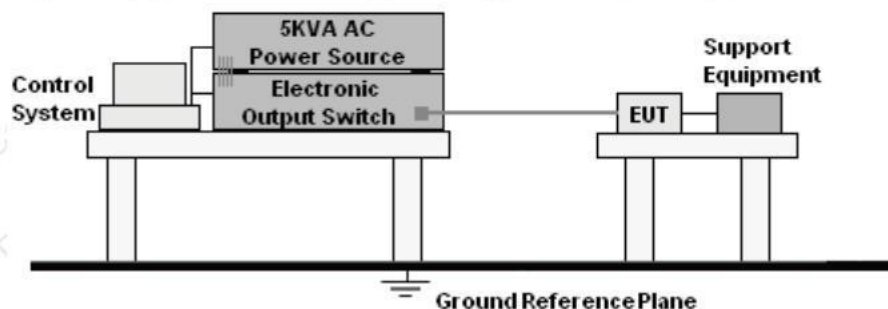 5KVA AC
Power Source
Control
System
Electronic
Output Switch
EUT
Support
Equipment
Ground Reference Plane